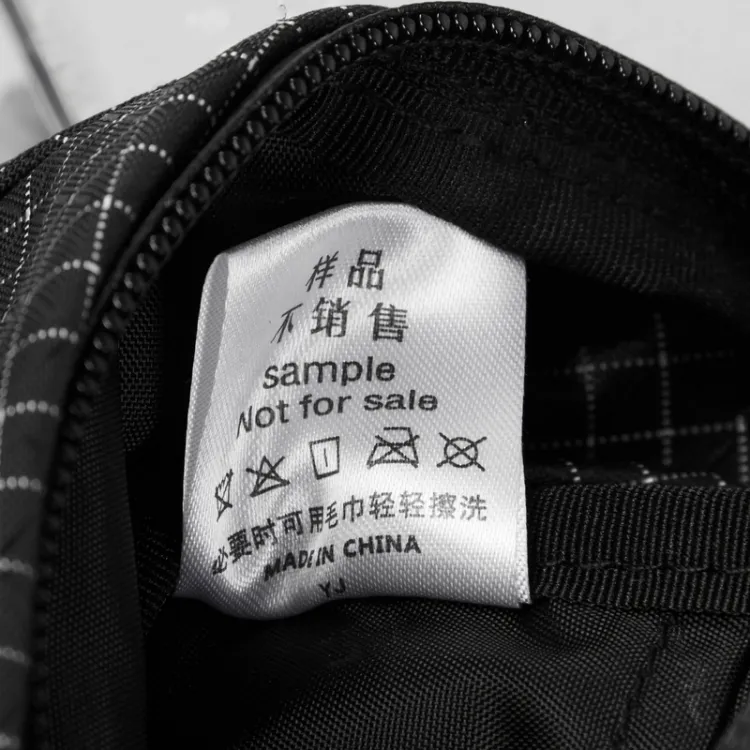 样品
不销售
sample
Not for sale
必要时可用毛巾轻轻擦洗
MADE IN CHINA
YJ